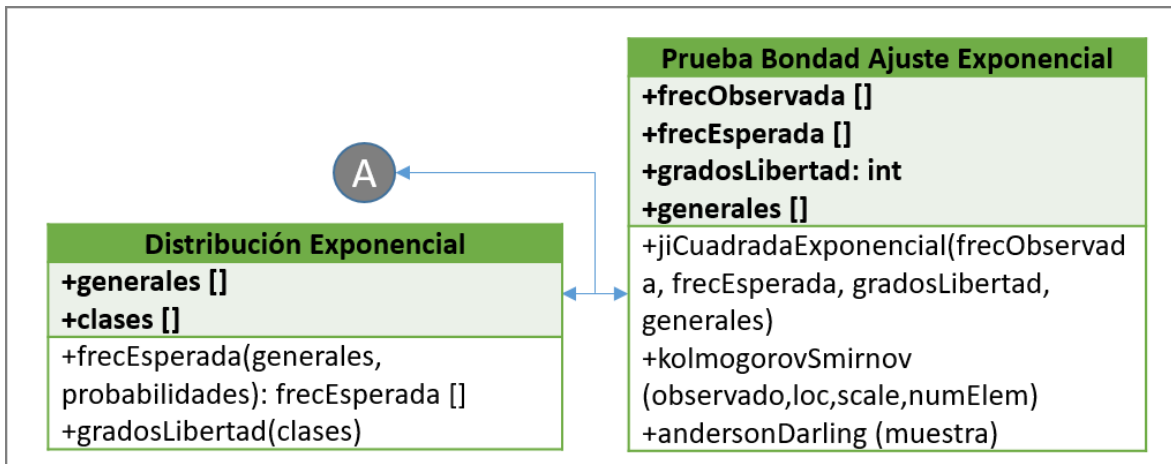 A
Distribución Exponencial
+generales []
+clases []
+frecEsperada(generales,
probabilidades): frecEsperada []
+gradosLibertad(clases)
Prueba Bondad Ajuste Exponencial
+frecObservada []
+frecEsperada []
+gradosLibertad: int
+generales []
+jiCuadradaExponencial(frecObservad
a, frecEsperada, gradosLibertad,
generales)
+kolmogorovSmirnov
(observado,loc,scale,numElem)
+andersonDarling (muestra)